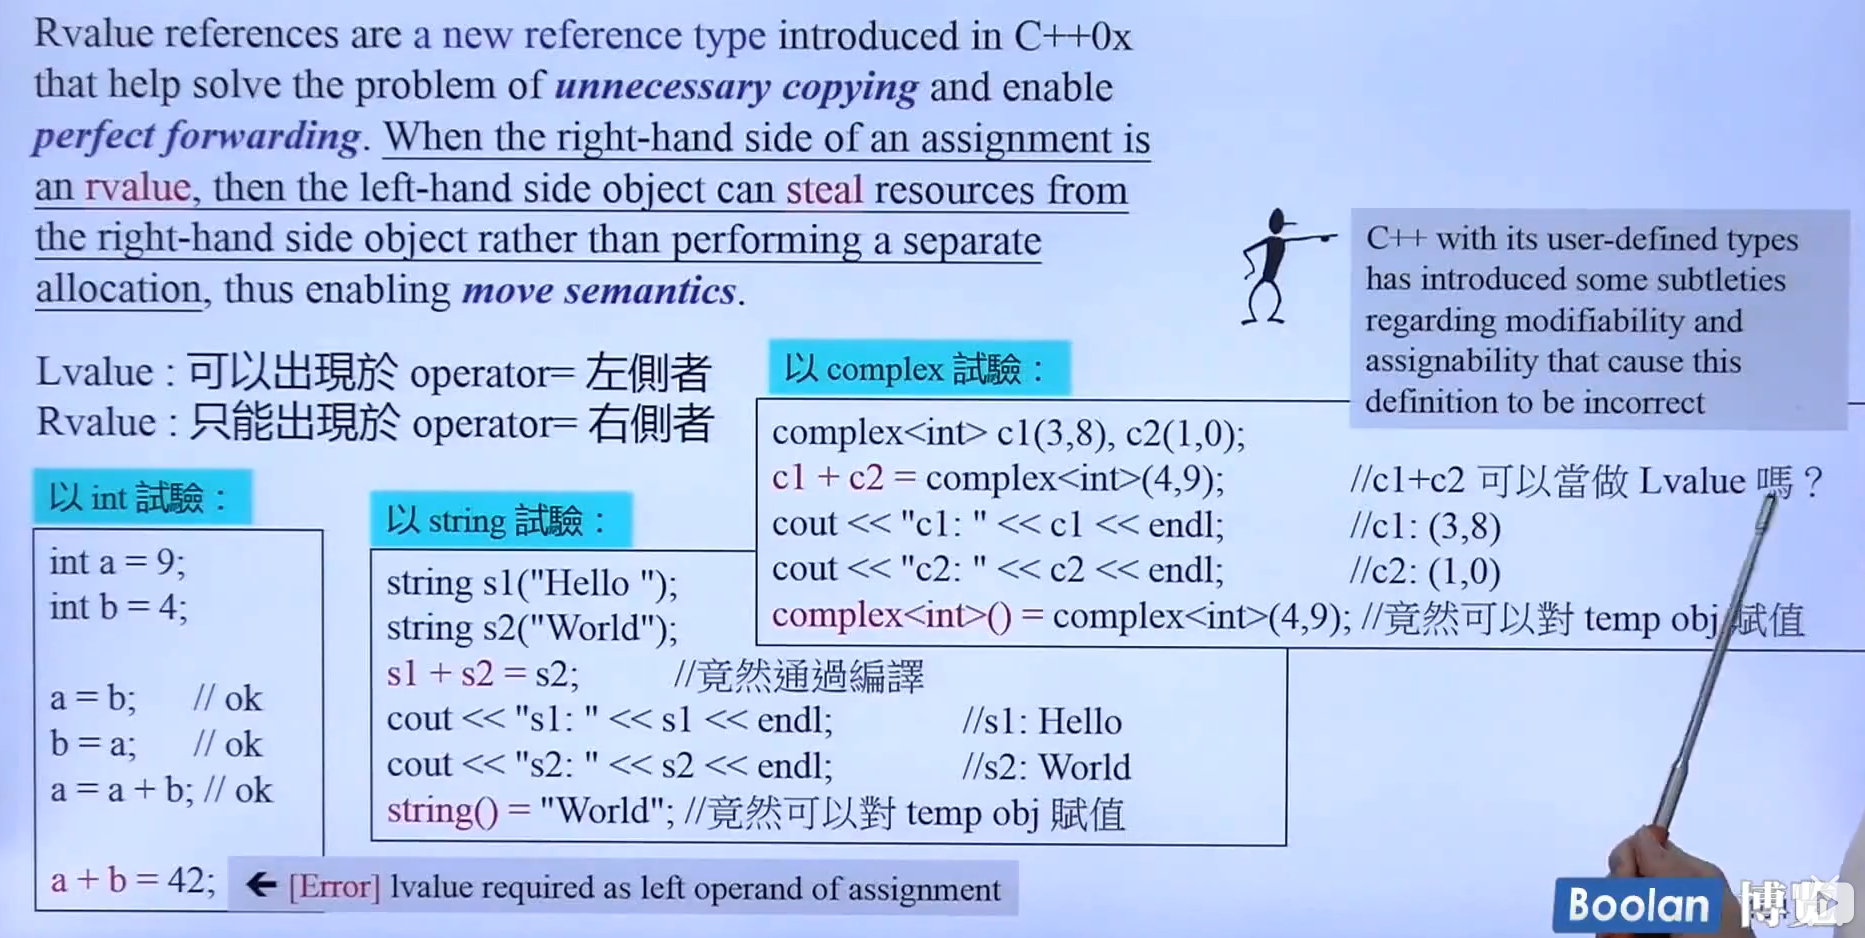 Rvalue references are a new reference type introduced in C++0x
that help solve the problem of unnecessary copying and enable
perfect forwarding. When the right-hand side of an assignment is
an rvalue, then the left-hand side object can steal resources from
the right-hand side object rather than performing a separate
allocation, thus enabling move semantics.
C++ with its user-defined types
has introduced some subtleties
regarding modifiability and
assignability that cause this
definition to be incorrect
Lvalue : 可以出現於 operator= 左側者
Rvalue : 只能出現於 operator= 右側者
以 int 試驗：
int a = 9;
int b = 4;
a = b; // ok
b = a; // ok
a = a + b; // ok
a + b = 42; 🡸 [Error] lvalue required as left operand of assignment
以 string 試驗：
string s1("Hello ");
string s2("World");
s1 + s2 = s2; //竟然通過編譯
cout << "s1: " << s1 << endl; //s1: Hello
cout << "s2: " << s2 << endl; //s2: World
string() = "World"; //竟然可以對 temp obj 賦值
以 complex 試驗：
complex<int> c1(3,8), c2(1,0);
c1 + c2 = complex<int>(4,9); //c1+c2 可以當做 Lvalue 嗎？
cout << "c1: " << c1 << endl; //c1: (3,8)
cout << "c2: " << c2 << endl; //c2: (1,0)
complex<int>() = complex<int>(4,9); //竟然可以對 temp obj 賦值
Boolan 博览